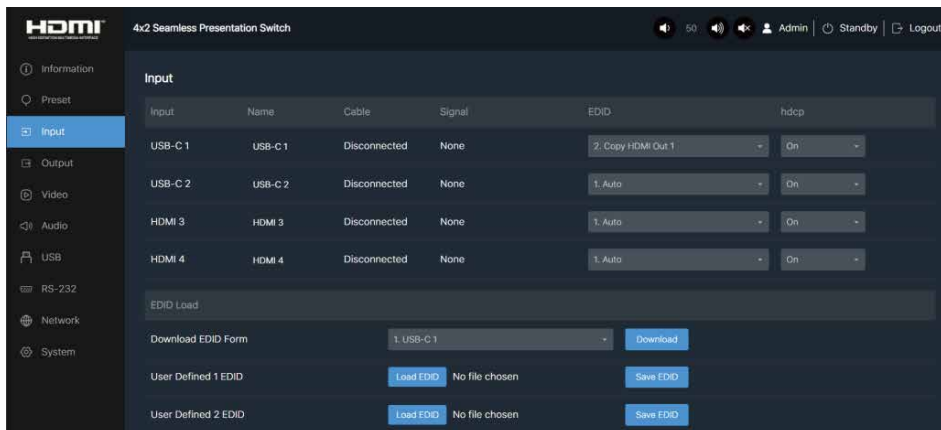 HDMI
HIGH-DEFINITION MULTIMEDIA INTERFACE
4x2 Seamless Presentation Switch
50
Admin
Standby
Logout
Information
Preset
Input
Output
Video
Audio
USB
RS-232
Network
System
Input
Input Name Cable Signal EDID hdcp
USB-C 1 USB-C 1 Disconnected None 2. Copy HDMI Out 1 On
USB-C 2 USB-C 2 Disconnected None 1. Auto On
HDMI 3 HDMI 3 Disconnected None 1. Auto On
HDMI 4 HDMI 4 Disconnected None 1. Auto On
EDID Load
Download EDID Form 1. USB-C 1 Download
User Defined 1 EDID Load EDID No file chosen Save EDID
User Defined 2 EDID Load EDID No file chosen Save EDID